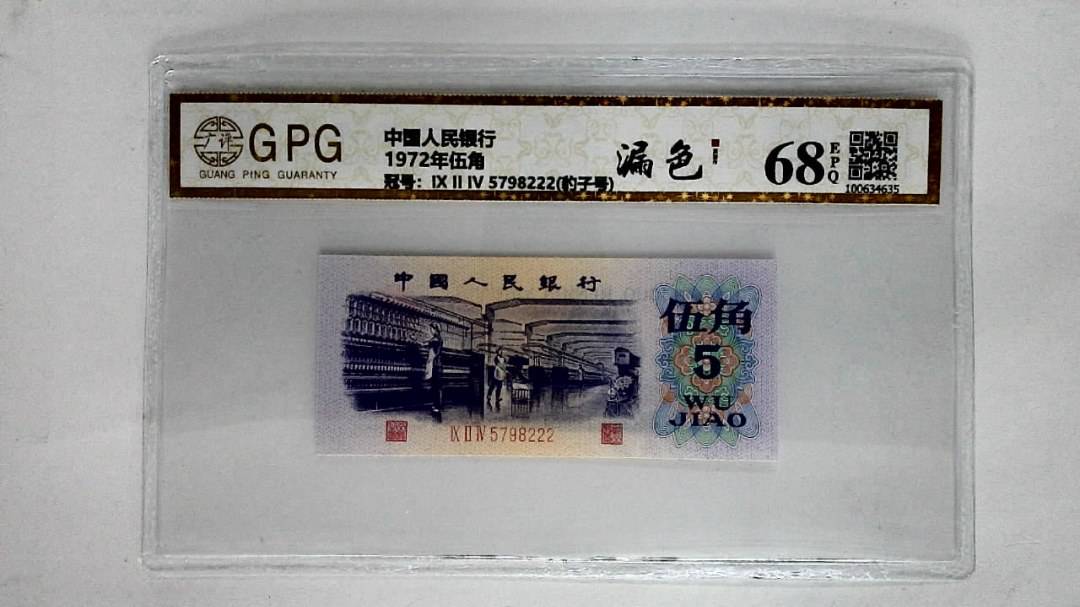 广评
GPG
GUANG PING GUARANTY
中国人民银行
1972年伍角
冠号：IX II IV 5798222(豹子号)
漏色
68
EPQ
100634635
中國人民銀行
伍角
5
WU
JIAO
IX II IV 5798222